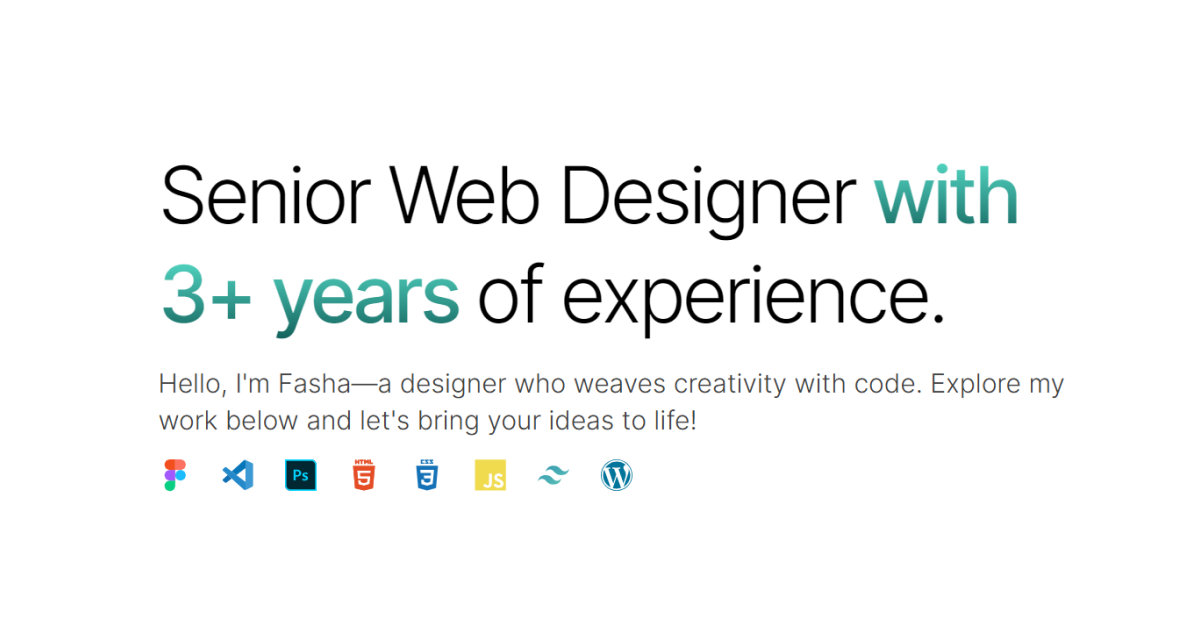 Senior Web Designer with
3+ years of experience.
Hello, I'm Fasha—a designer who weaves creativity with code. Explore my
work below and let's bring your ideas to life!
Ps HTML 5 CSS 3 JS W